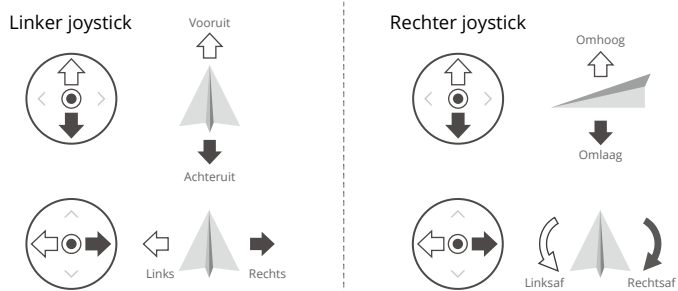 Linker joystick
Vooruit
Achteruit
Links
Rechts
Rechter joystick
Omhoog
Omlaag
Linksaf
Rechtsaf